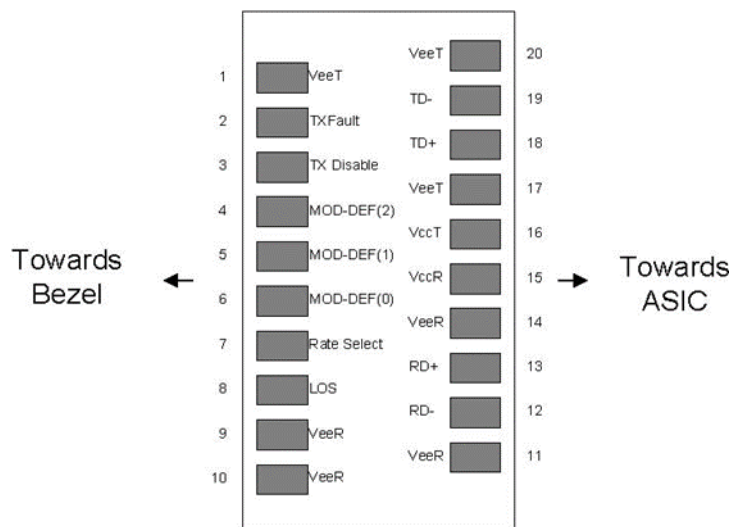 VeeT 20
1 VeeT
TD- 19
2 TXFault
TD+ 18
3 TX Disable
VeeT 17
4 MOD-DEF(2)
VccT 16
5 MOD-DEF(1)
Towards
Bezel
VccR 15
Towards
ASIC
6 MOD-DEF(0)
VeeR 14
7 Rate Select
RD+ 13
8 LOS
RD- 12
9 VeeR
VeeR 11
10 VeeR